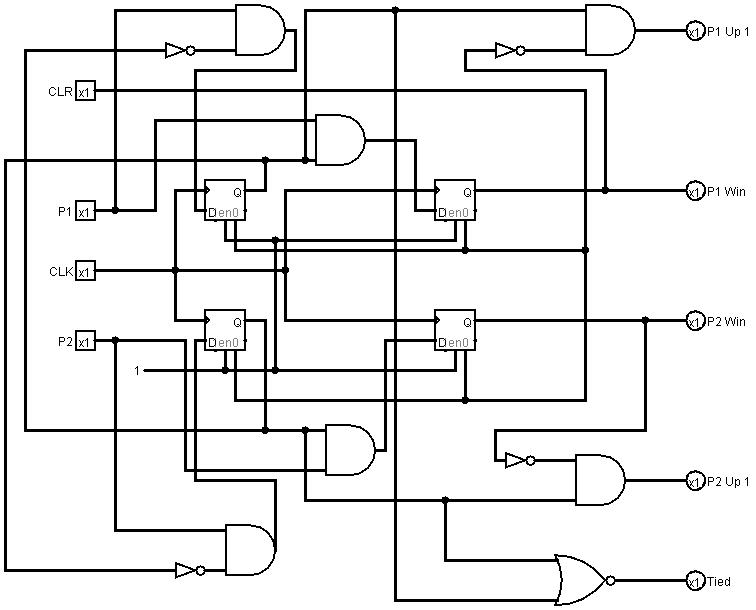 x1 P1 Up 1
CLR x1
x1 P1 Win
Q
D en 0
Q
D en 0
P1 x1
CLK x1
x1 P2 Win
Q
D en 0
Q
D en 0
P2 x1
1
x1 P2 Up 1
x1 Tied